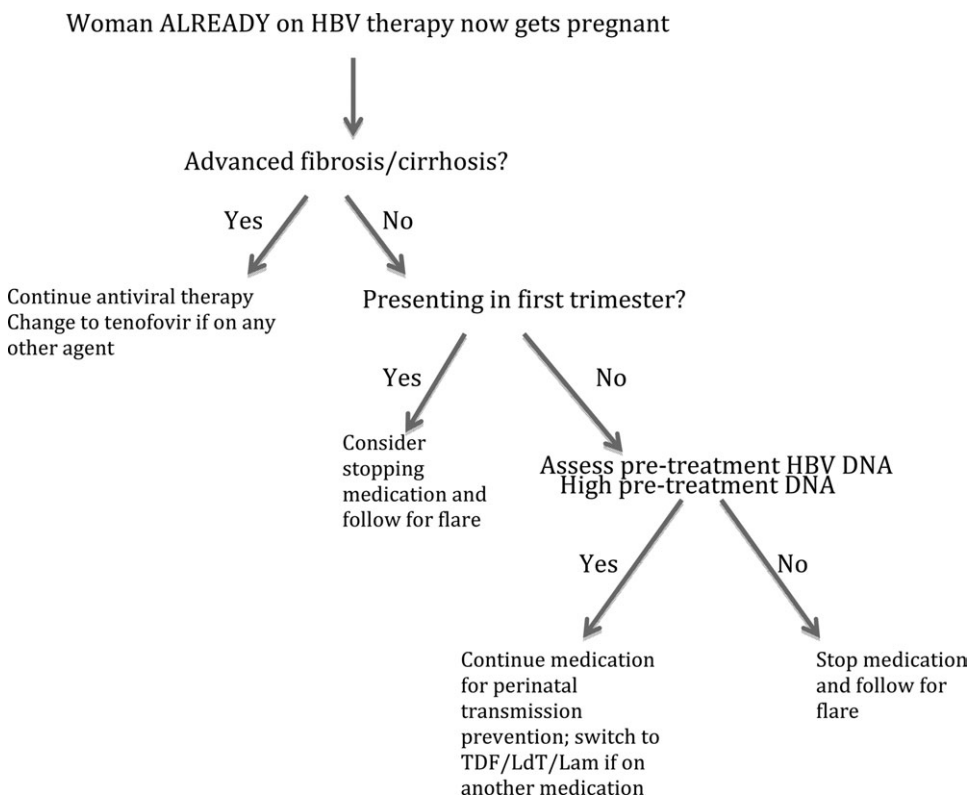 Woman ALREADY on HBV therapy now gets pregnant
Advanced fibrosis/cirrhosis?
Yes
No
Continue antiviral therapy
Change to tenofovir if on any
other agent
Presenting in first trimester?
Yes
No
Consider
stopping
medication and
follow for flare
Assess pre-treatment HBV DNA
High pre-treatment DNA
Yes
No
Continue medication
for perinatal
transmission
prevention; switch to
TDF/LdT/Lam if on
another medication
Stop medication
and follow for
flare